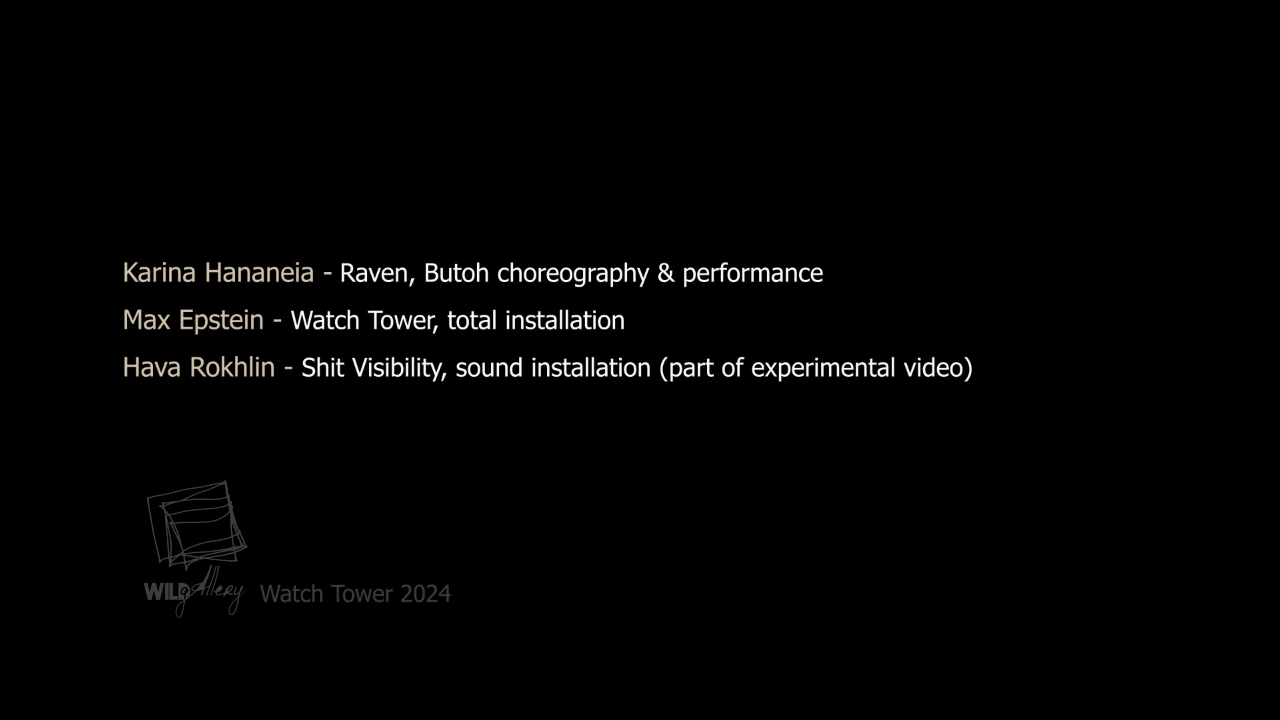 Karina Hananeia - Raven, Butoh choreography & performance
Max Epstein - Watch Tower, total installation
Hava Rokhlin - Shit Visibility, sound installation (part of experimental video)
WILD gAllery Watch Tower 2024